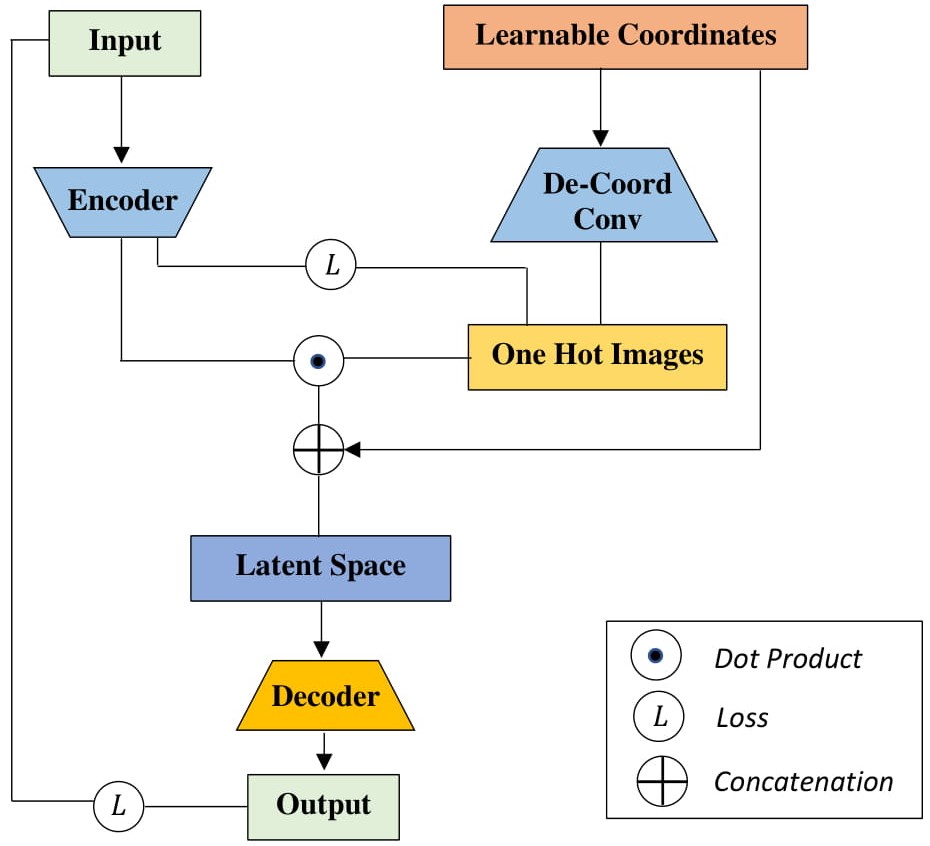 Input
Learnable Coordinates
Encoder
De-Coord
Conv
L
One Hot Images
Latent Space
Decoder
Output
L
Dot Product
L
Loss
Concatenation